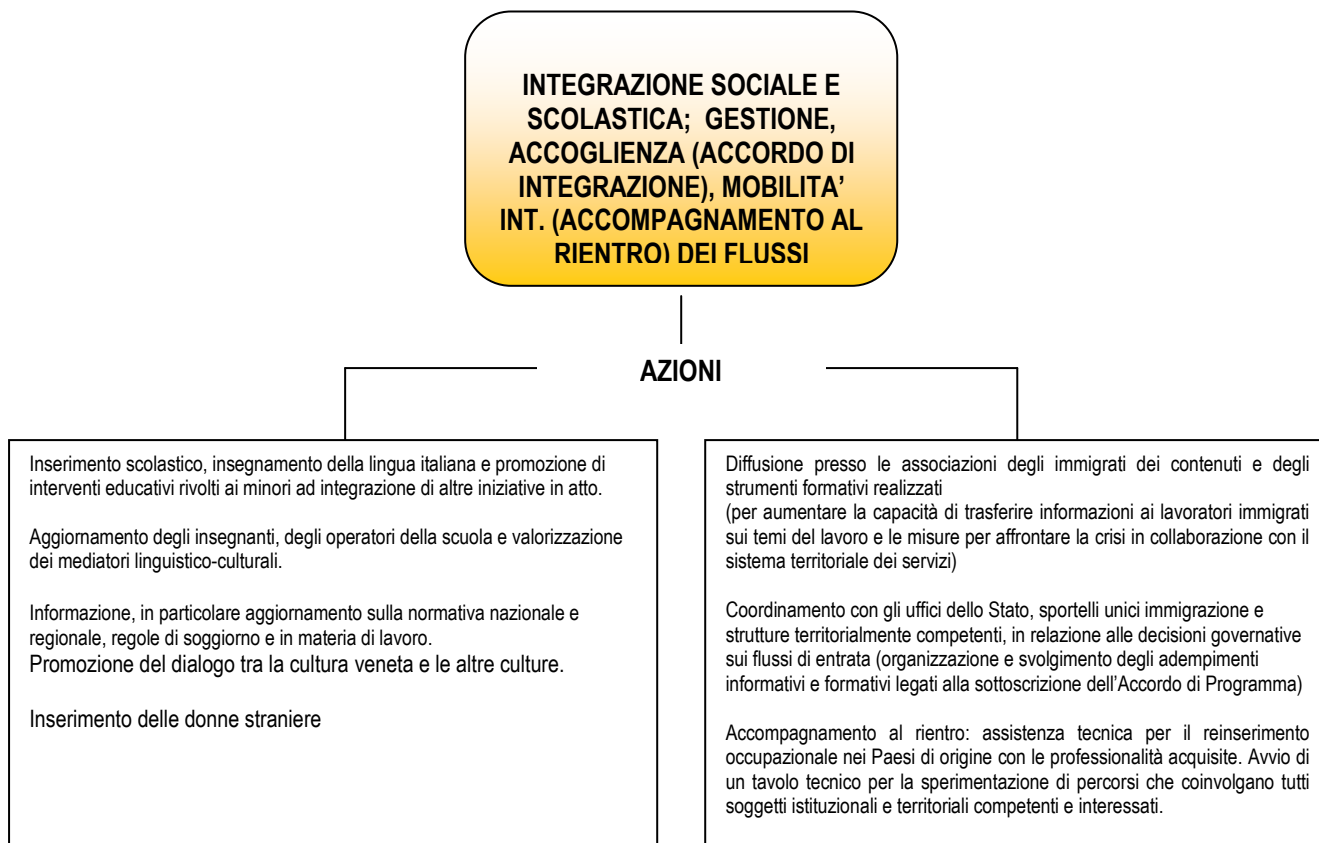 INTEGRAZIONE SOCIALE E
SCOLASTICA; GESTIONE,
ACCOGLIENZA (ACCORDO DI
INTEGRAZIONE), MOBILITA'
INT. (ACCOMPAGNAMENTO AL
RIENTRO) DEI FLUSSI
AZIONI
Inserimento scolastico, insegnamento della lingua italiana e promozione di
interventi educativi rivolti ai minori ad integrazione di altre iniziative in atto.
Aggiornamento degli insegnanti, degli operatori della scuola e valorizzazione
dei mediatori linguistico-culturali.
Informazione, in particolare aggiornamento sulla normativa nazionale e
regionale, regole di soggiorno e in materia di lavoro.
Promozione del dialogo tra la cultura veneta e le altre culture.
Inserimento delle donne straniere
Diffusione presso le associazioni degli immigrati dei contenuti e degli
strumenti formativi realizzati
(per aumentare la capacità di trasferire informazioni ai lavoratori immigrati
sui temi del lavoro e le misure per affrontare la crisi in collaborazione con il
sistema territoriale dei servizi)
Coordinamento con gli uffici dello Stato, sportelli unici immigrazione e
strutture territorialmente competenti, in relazione alle decisioni governative
sui flussi di entrata (organizzazione e svolgimento degli adempimenti
informativi e formativi legati alla sottoscrizione dell'Accordo di Programma)
Accompagnamento al rientro: assistenza tecnica per il reinserimento
occupazionale nei Paesi di origine con le professionalità acquisite. Avvio di
un tavolo tecnico per la sperimentazione di percorsi che coinvolgano tutti
soggetti istituzionali e territoriali competenti e interessati.